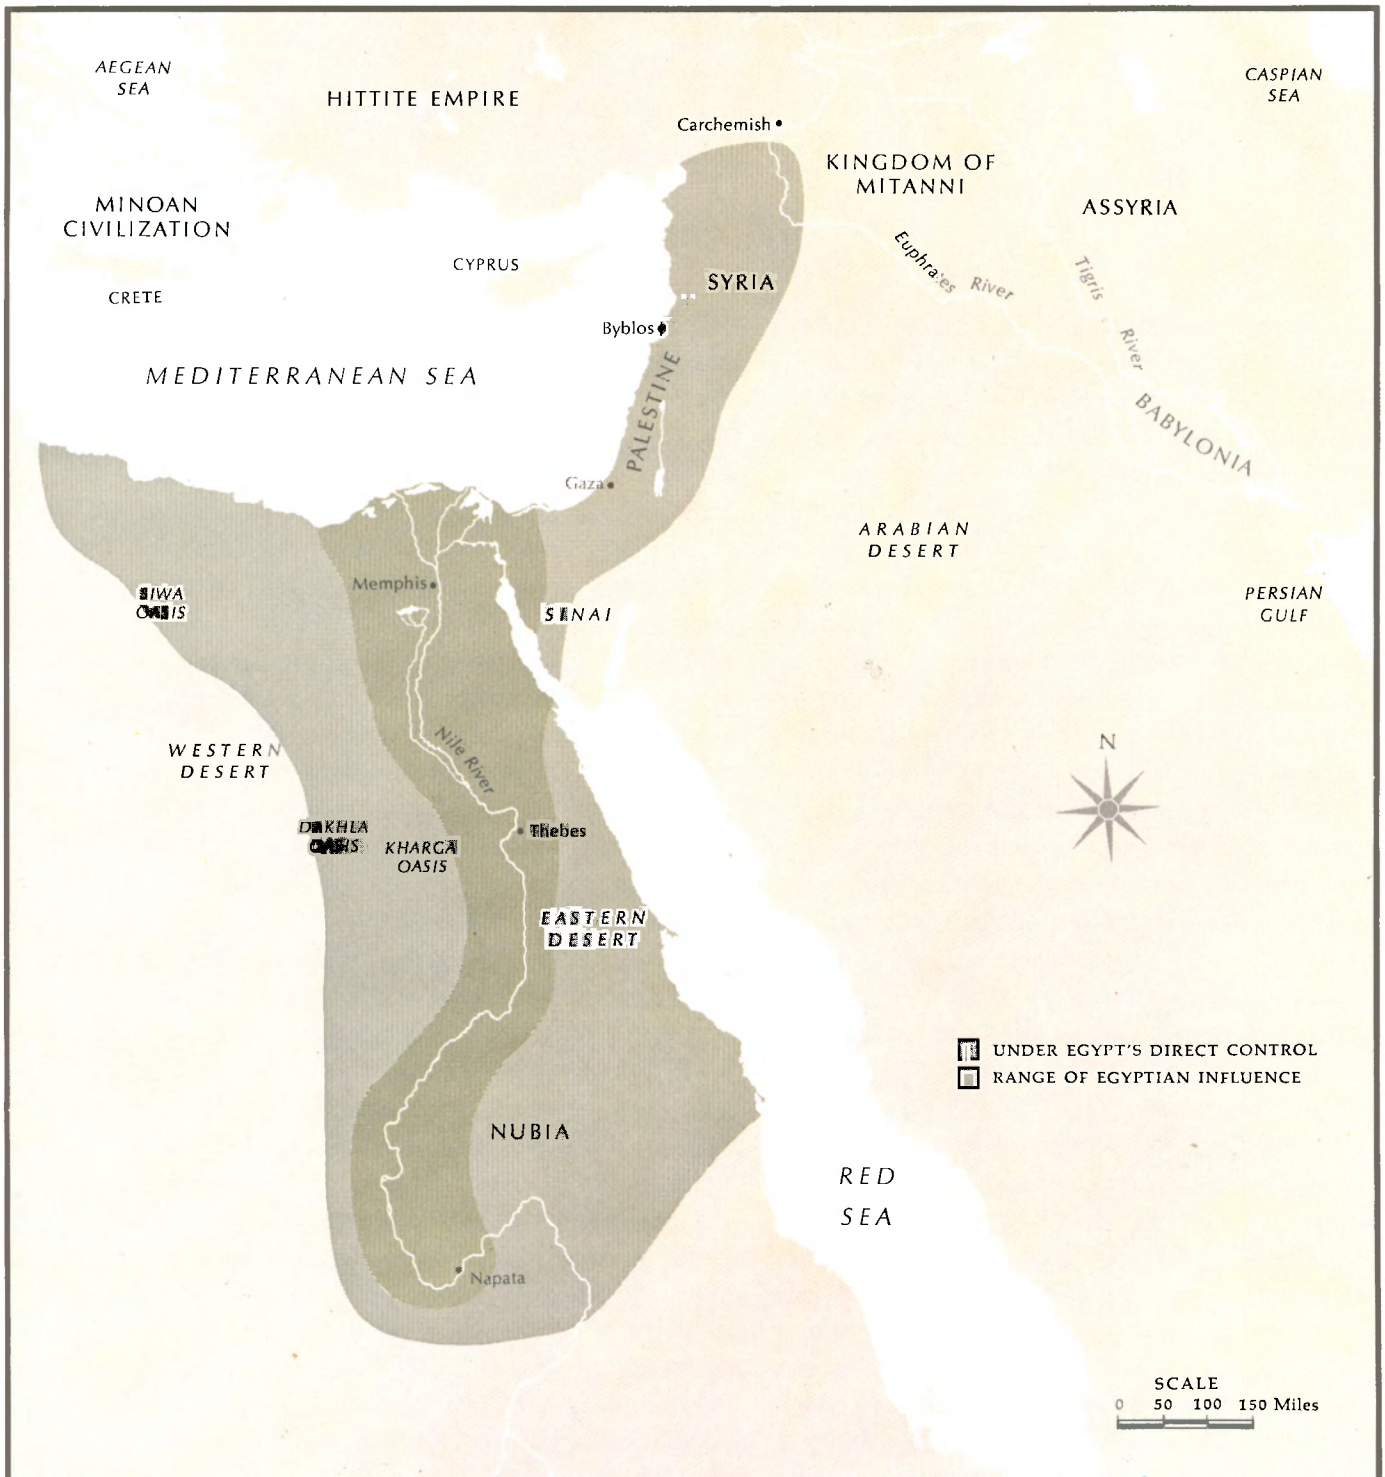 AEGEAN
SEA
HITTITE EMPIRE
CASPIAN
SEA
Carchemish
KINGDOM OF
MITANNI
MINOAN
CIVILIZATION
ASSYRIA
CYPRUS
CRETE
SYRIA
Euphrates River
Tigris River
Byblos
MEDITERRANEAN SEA
PALESTINE
BABYLONIA
Gaza
ARABIAN
DESERT
Memphis
SIWA
OASIS
SINAI
PERSIAN
GULF
WESTERN
DESERT
Nile River
N
DAKHLA
OASIS
KHARGA
OASIS
Thebes
EASTERN
DESERT
UNDER EGYPT'S DIRECT CONTROL
RANGE OF EGYPTIAN INFLUENCE
NUBIA
RED
SEA
Napata
SCALE
0 50 100 150 Miles